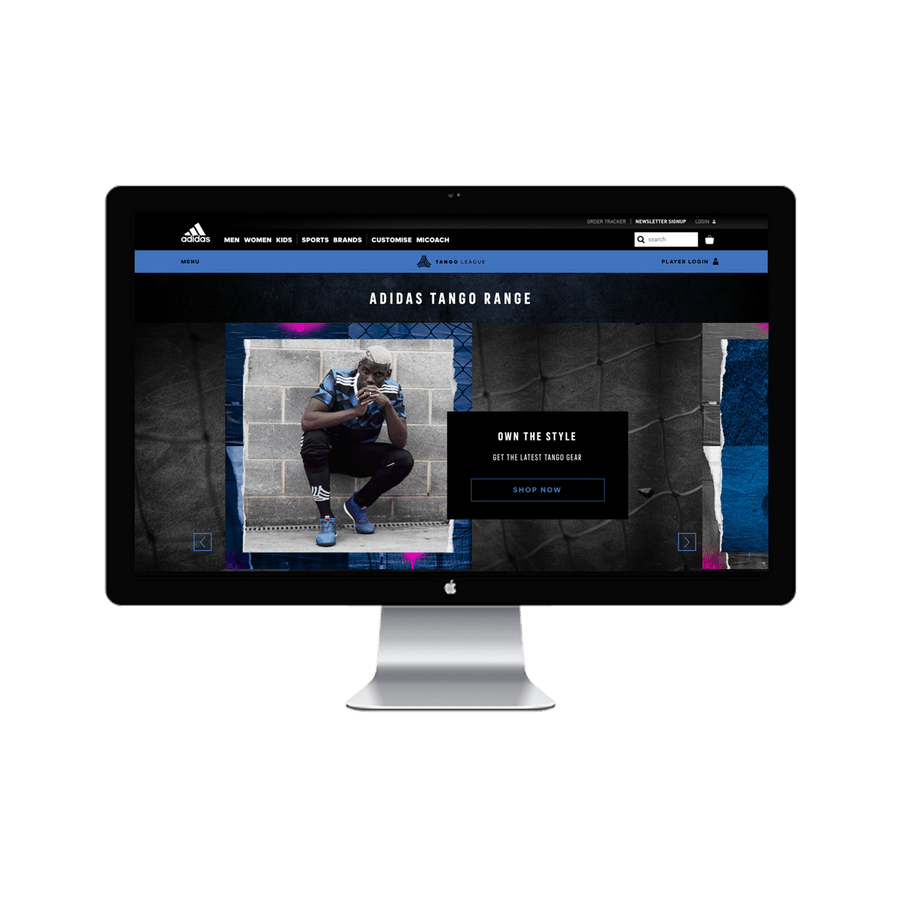 ORDER TRACKER | NEWSLETTER SIGNUP LOGIN
adidas MEN WOMEN KIDS SPORTS BRANDS CUSTOMISE MICOACH search
MENU TANGO LEAGUE PLAYER LOGIN
ADIDAS TANGO RANGE
OWN THE STYLE
GET THE LATEST TANGO GEAR
SHOP NOW